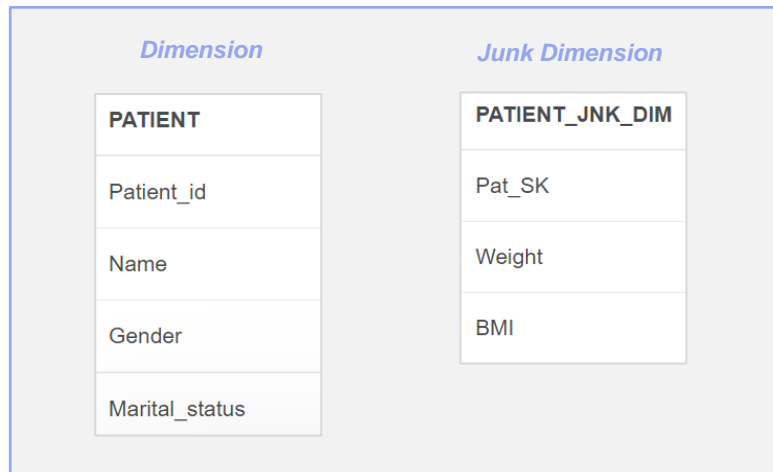 Dimension
PATIENT
Patient_id
Name
Gender
Marital_status
Junk Dimension
PATIENT_JNK_DIM
Pat_SK
Weight
BMI